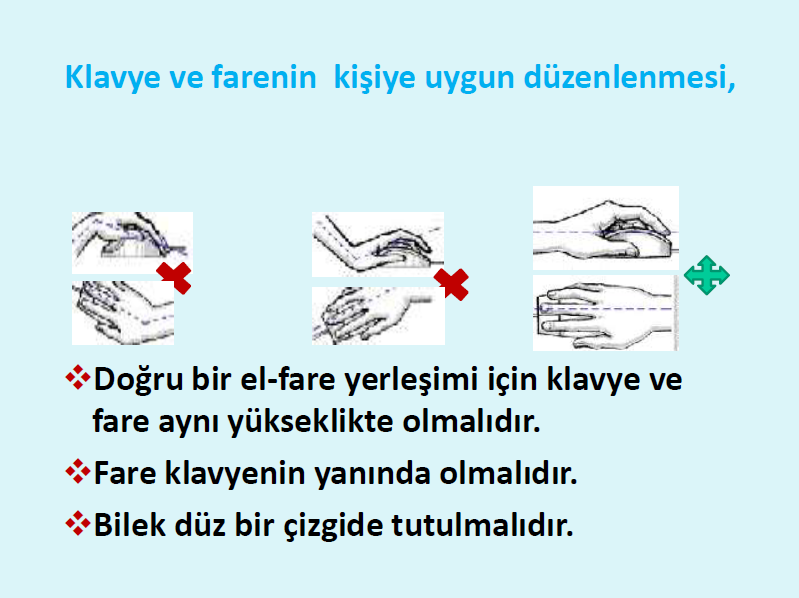 Klavye ve farenin  kişiye uygun düzenlenmesi,
❖Doğru bir el-fare yerleşimi için klavye ve
fare aynı yükseklikte olmalıdır.
❖Fare klavyenin yanında olmalıdır.
❖Bilek düz bir çizgide tutulmalıdır.